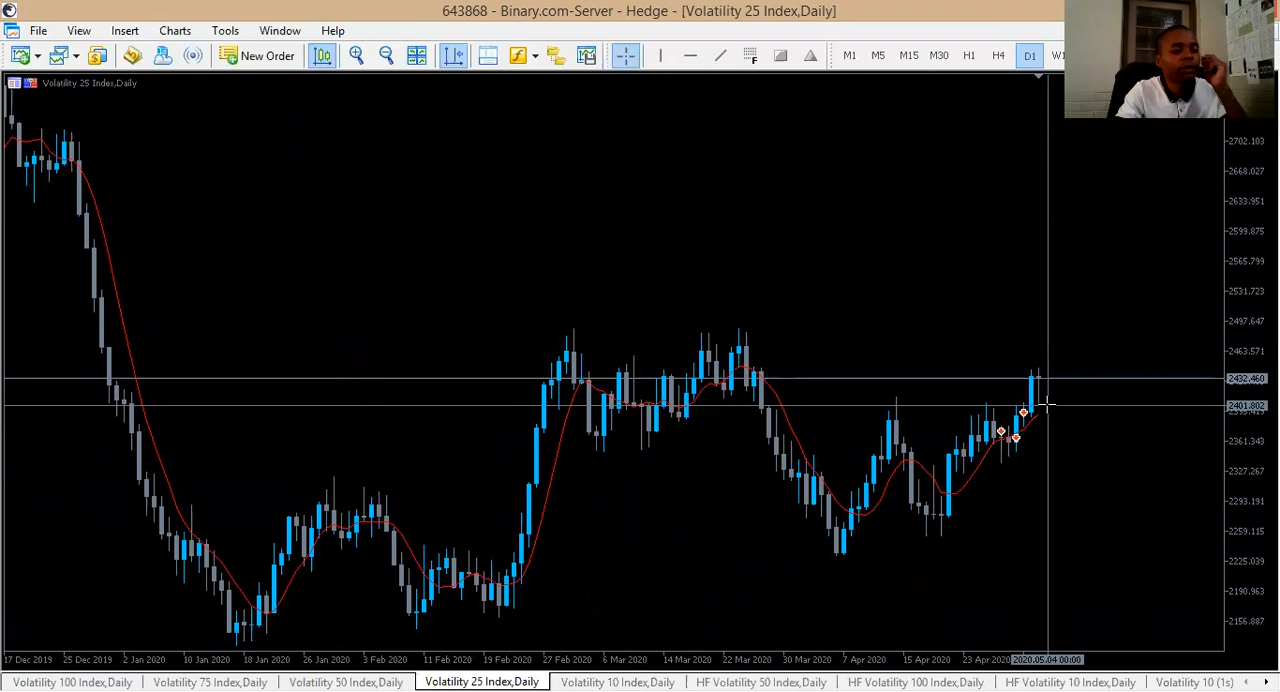 643868 - Binary.com-Server - Hedge - [Volatility 25 Index,Daily]
File View Insert Charts Tools Window Help
New Order M1 M5 M15 M30 H1 H4 D1
Volatility 25 Index,Daily
2702.103
2668.027
2633.951
2599.875
2565.799
2531.723
2497.647
2463.571
2432.460
2401.802
2361.343
2327.267
2293.191
2259.115
2225.039
2190.963
2156.887
17 Dec 2019 25 Dec 2019 2 Jan 2020 10 Jan 2020 18 Jan 2020 26 Jan 2020 3 Feb 2020 11 Feb 2020 19 Feb 2020 27 Feb 2020 6 Mar 2020 14 Mar 2020 22 Mar 2020 30 Mar 2020 7 Apr 2020 15 Apr 2020 23 Apr 2020 2020.05.04 00:00
Volatility 100 Index,Daily Volatility 75 Index,Daily Volatility 50 Index,Daily Volatility 25 Index,Daily Volatility 10 Index,Daily HF Volatility 50 Index,Daily HF Volatility 100 Index,Daily HF Volatility 10 Index,Daily Volatility 10 (1s)